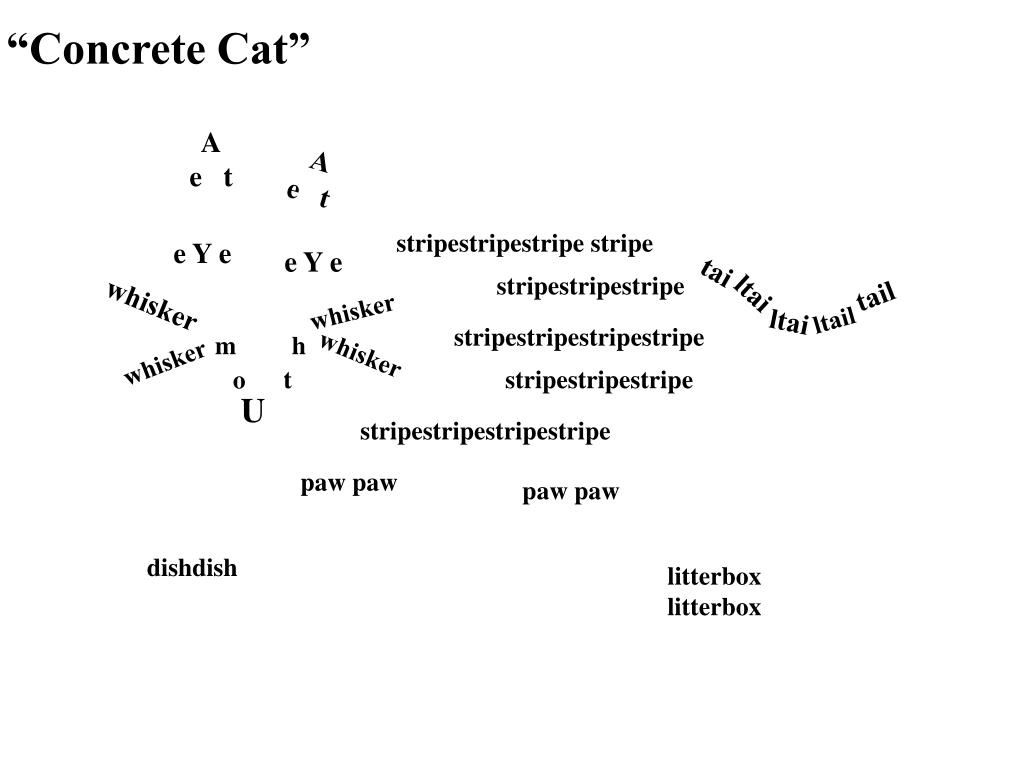 “Concrete Cat”
A
e t
A
e t
e Y e
e Y e
stripestripestripe stripe
stripestripestripe
tai ltai ltai ltail tail
whisker
whisker
stripestripestripestripe
whisker
m h
whisker
o t
stripestripestripe
U
stripestripestripestripe
paw paw
paw paw
dishdish
litterbox
litterbox